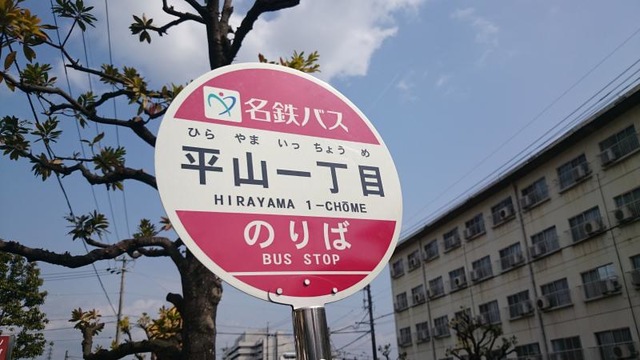 名鉄バス
ひら やま いっ ちょう め
平山一丁目
HIRAYAMA 1-CHŌME
のりば
BUS STOP